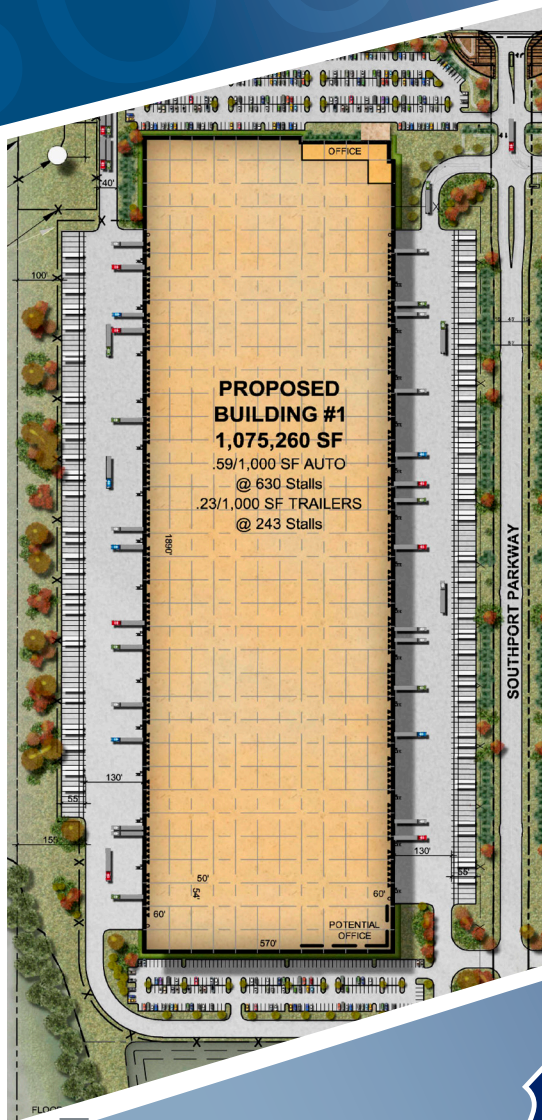 OFFICE
40'
100'
PROPOSED
BUILDING #1
1,075,260 SF
.59/1,000 SF AUTO
@ 630 Stalls
.23/1,000 SF TRAILERS
@ 243 Stalls
1890'
SOUTHPORT PARKWAY
130'
55'
155'
130'
55'
50'
54'
60'
60'
570'
POTENTIAL
OFFICE